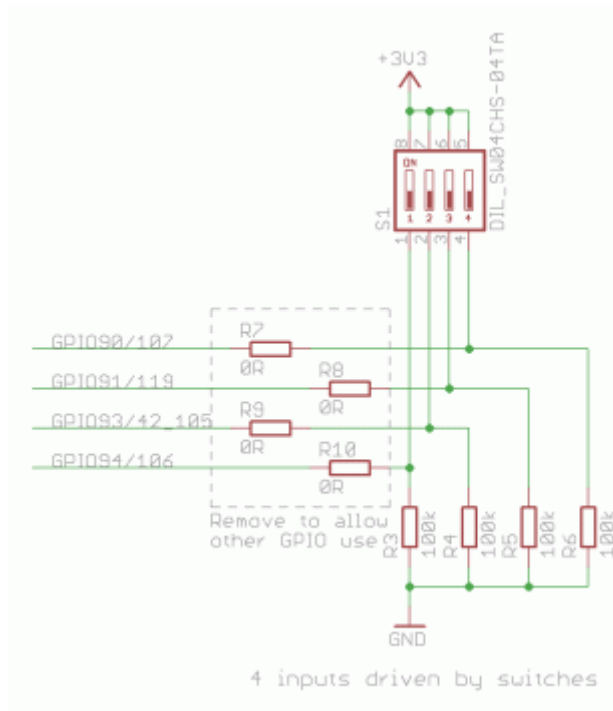 +3V3
DIL_SW04CHS-04TA
8 7 6 5
ON
1 2 3 4
S1
1 2 3 4
GPIO90/107
R7
0R
GPIO91/119
R8
0R
GPIO93/42_105
R9
0R
GPIO94/106
R10
0R
Remove to allow
other GPIO use
R3 100k
R4 100k
R5 100k
R6 100k
GND
4 inputs driven by switches